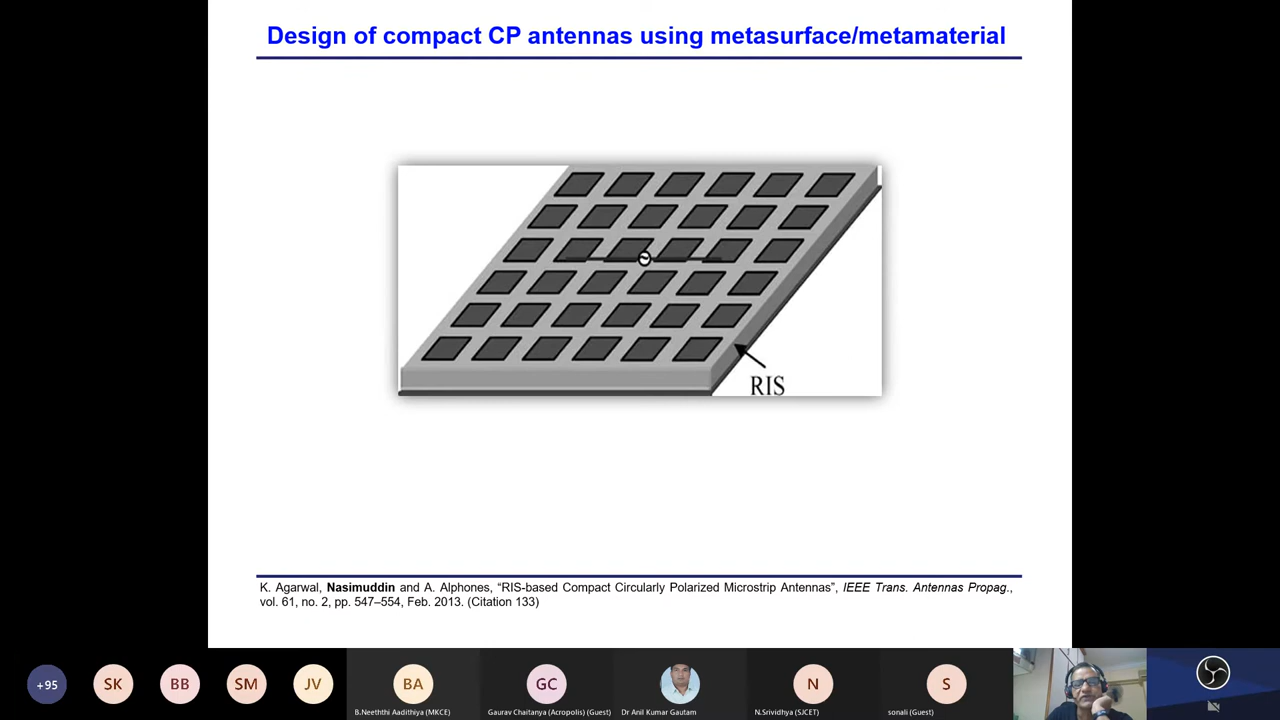 Design of compact CP antennas using metasurface/metamaterial
RIS
K. Agarwal, Nasimuddin and A. Alphones, “RIS-based Compact Circularly Polarized Microstrip Antennas”, IEEE Trans. Antennas Propag.,
vol. 61, no. 2, pp. 547–554, Feb. 2013. (Citation 133)
+95
SK
BB
SM
JV
BA
GC
N
S
B.Neeththi Aadithiya (MKCE)
Gaurav Chaitanya (Acropolis) (Guest)
Dr Anil Kumar Gautam
N.Srividhya (SJCET)
sonali (Guest)